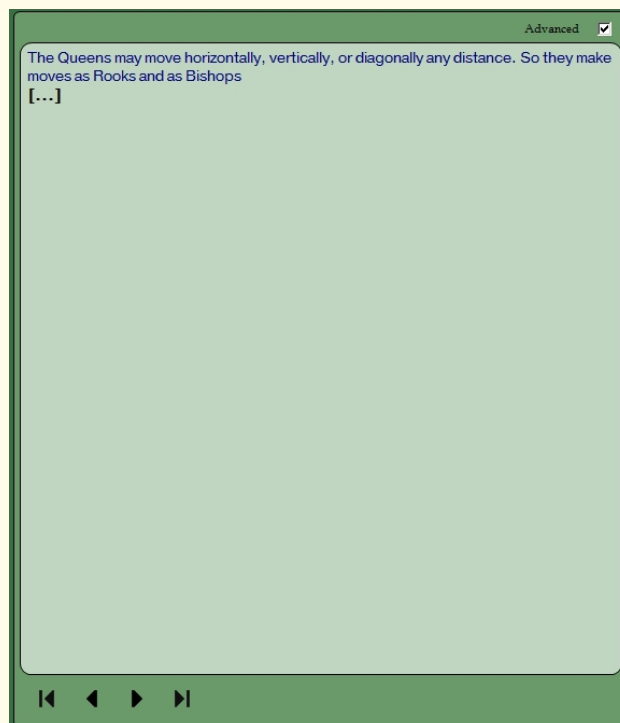 Advanced
The Queens may move horizontally, vertically, or diagonally any distance. So they make
moves as Rooks and as Bishops
[...]